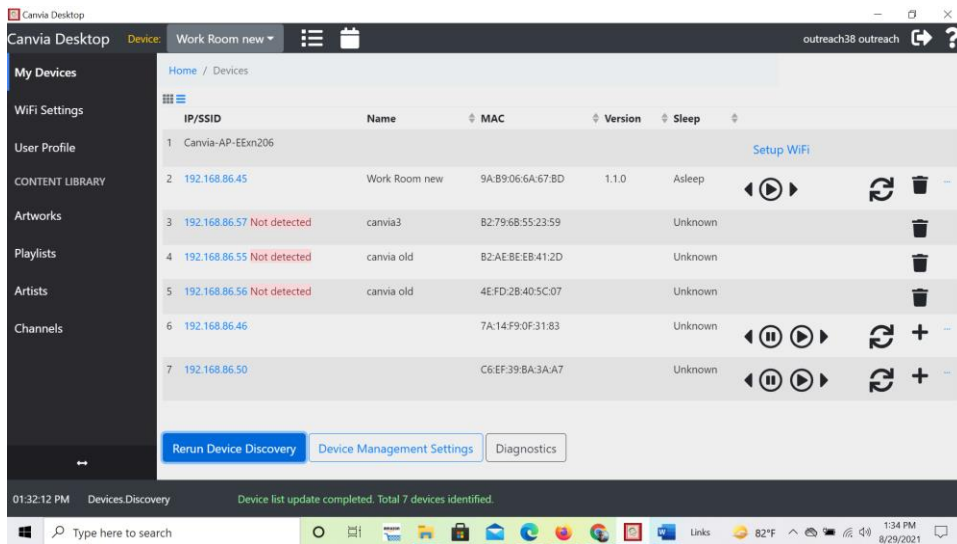 Canvia Desktop
Canvia Desktop Device: Work Room new outreach38 outreach ?
My Devices
WiFi Settings
User Profile
CONTENT LIBRARY
Artworks
Playlists
Artists
Channels
Home / Devices
IP/SSID Name MAC Version Sleep
1 Canvia-AP-EExn206 Setup WiFi
2 192.168.86.45 Work Room new 9A:B9:06:6A:67:BD 1.1.0 Asleep ...
3 192.168.86.57 Not detected canvia3 B2:79:6B:55:23:59 Unknown
4 192.168.86.55 Not detected canvia old B2:AE:BE:EB:41:2D Unknown
5 192.168.86.56 Not detected canvia old 4E:FD:2B:40:5C:07 Unknown
6 192.168.86.46 7A:14:F9:0F:31:83 Unknown ...
7 192.168.86.50 C6:EF:39:BA:3A:A7 Unknown ...
Rerun Device Discovery Device Management Settings Diagnostics
01:32:12 PM Devices.Discovery Device list update completed. Total 7 devices identified.
Type here to search Links 82°F 1:34 PM
8/29/2021